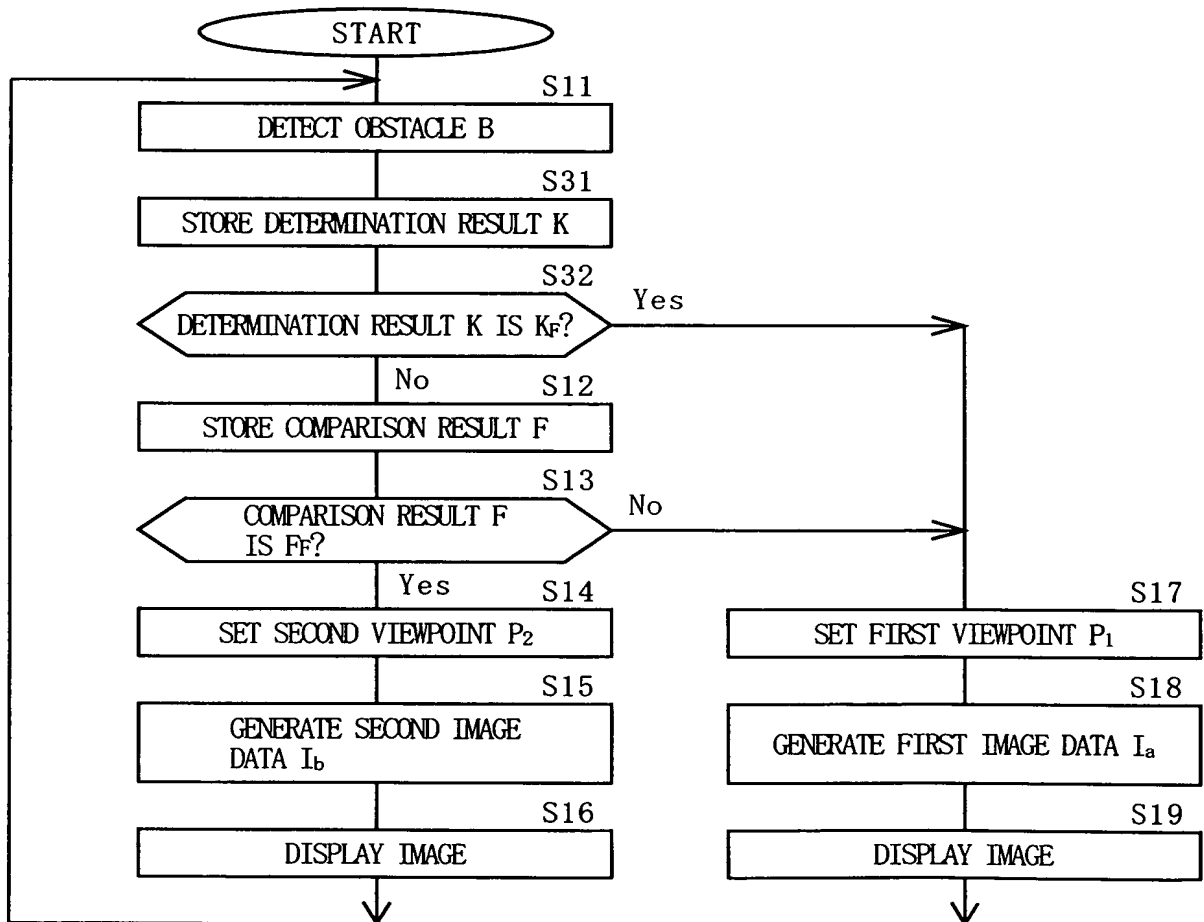 START
S11
DETECT OBSTACLE B
S31
STORE DETERMINATION RESULT K
S32
DETERMINATION RESULT K IS KF?
Yes
No
S12
STORE COMPARISON RESULT F
S13
COMPARISON RESULT F
IS FF?
No
Yes
S14
SET SECOND VIEWPOINT P2
S15
GENERATE SECOND IMAGE
DATA Ib
S16
DISPLAY IMAGE
S17
SET FIRST VIEWPOINT P1
S18
GENERATE FIRST IMAGE DATA Ia
S19
DISPLAY IMAGE